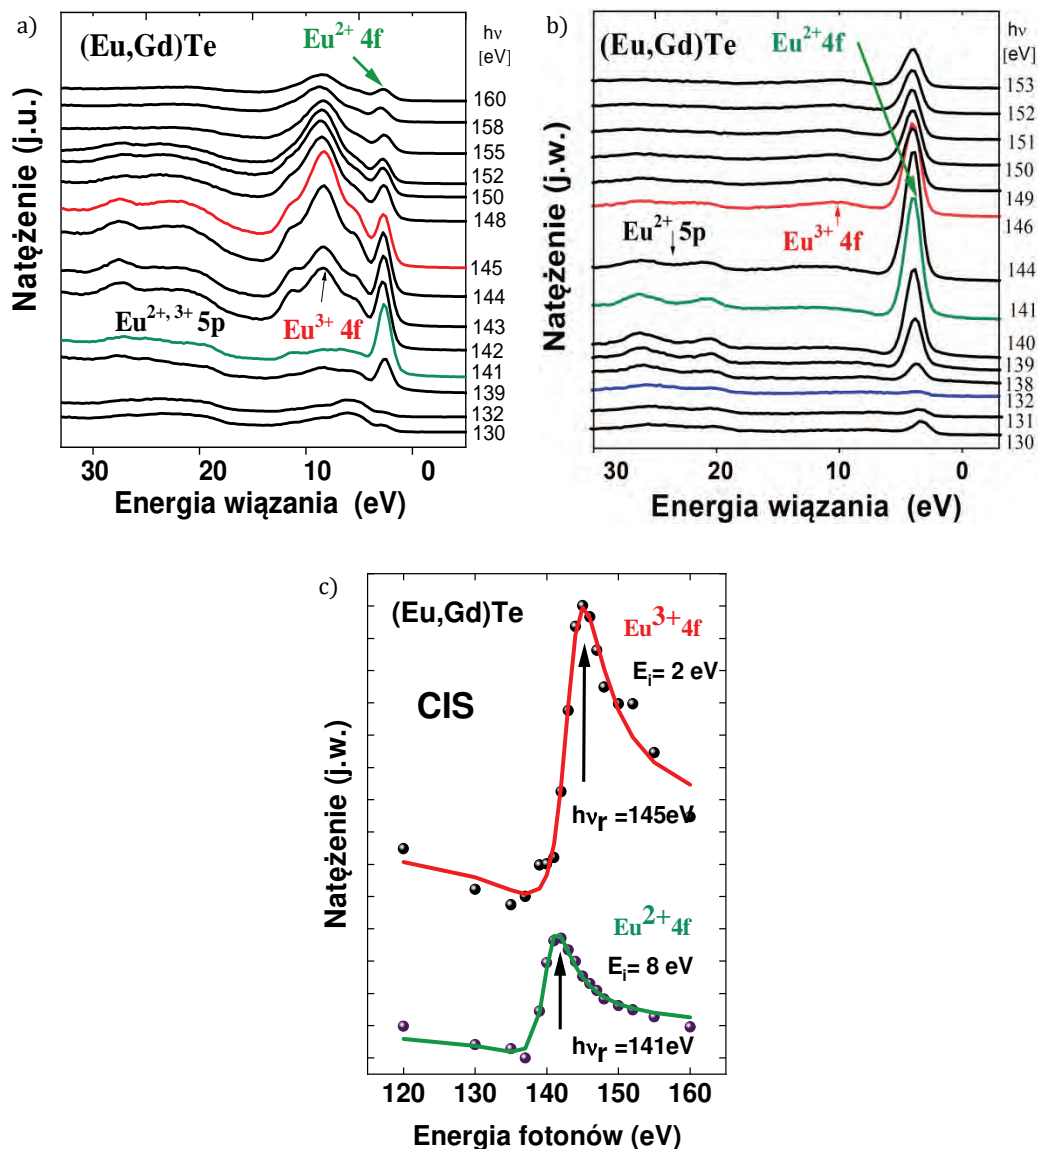 a)
(Eu,Gd)Te
Eu2+ 4f
hν
[eV]
160
158
155
152
150
148
145
144
143
142
141
139
132
130
Eu2+, 3+ 5p
Eu3+ 4f
Natężenie (j.u.)
30 20 10 0
Energia wiązania (eV)
b)
(Eu,Gd)Te
Eu2+4f
hν
[eV]
153
152
151
150
149
146
144
141
140
139
138
132
131
130
Eu2+ 5p
Eu3+ 4f
Natężenie (j.w.)
30 20 10 0
Energia wiązania (eV)
c)
(Eu,Gd)Te
Eu3+4f
Ei= 2 eV
CIS
hνr =145eV
Eu2+4f
Ei= 8 eV
hνr =141eV
Natężenie (j.w.)
120 130 140 150 160
Energia fotonów (eV)